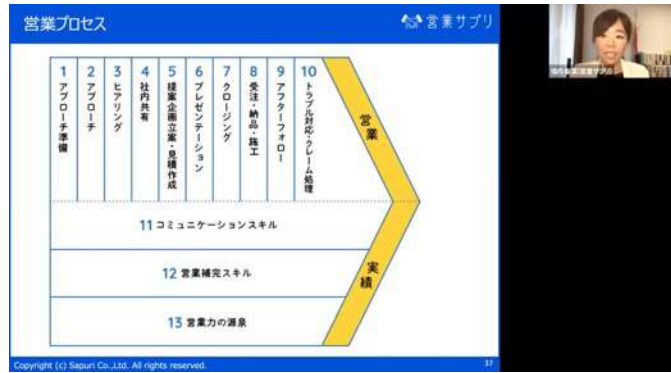 営業プロセス
営業サプリ
1 アプローチ準備
2 アプローチ
3 ヒアリング
4 社内共有
5 提案企画立案・見積作成
6 プレゼンテーション
7 クロージング
8 受注・納品・施工
9 アフターフォロー
10 トラブル対応・クレーム処理
営業
11 コミュニケーションスキル
12 営業補完スキル
実績
13 営業力の源泉
Copyright (c) Sapuri Co.,Ltd. All rights reserved.
37